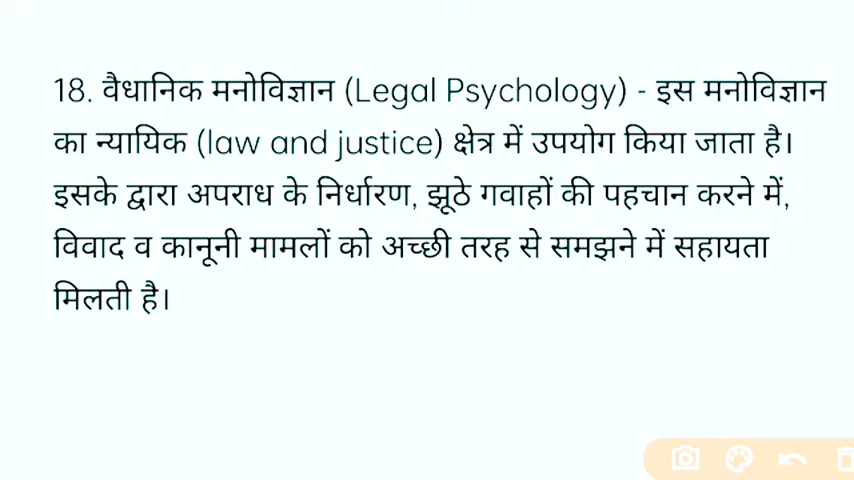 18. वैधानिक मनोविज्ञान (Legal Psychology) - इस मनोविज्ञान
का न्यायिक (law and justice) क्षेत्र में उपयोग किया जाता है।
इसके द्वारा अपराध के निर्धारण, झूठे गवाहों की पहचान करने में,
विवाद व कानूनी मामलों को अच्छी तरह से समझने में सहायता
मिलती है।